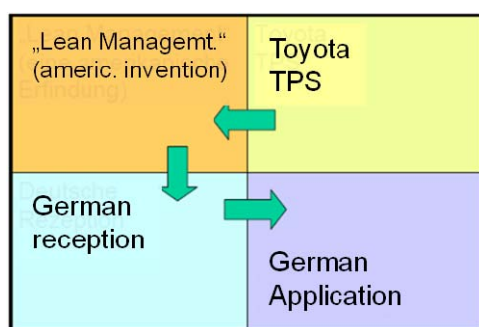 „Lean Managemt.“
(americ. invention)
Toyota
TPS
German
reception
German
Application